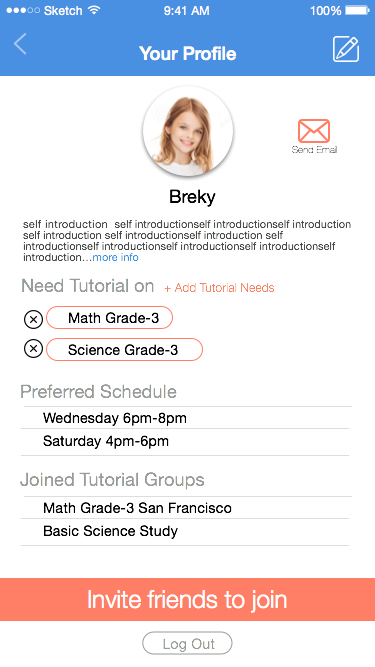 Sketch 9:41 AM 100%
Your Profile
Send Email
Breky
self introduction self introductionself introductionself introduction
self introduction self introductionself introduction self
introductionself introductionself introductionself introductionself
introduction...more info
Need Tutorial on + Add Tutorial Needs
Math Grade-3
Science Grade-3
Preferred Schedule
Wednesday 6pm-8pm
Saturday 4pm-6pm
Joined Tutorial Groups
Math Grade-3 San Francisco
Basic Science Study
Invite friends to join
Log Out